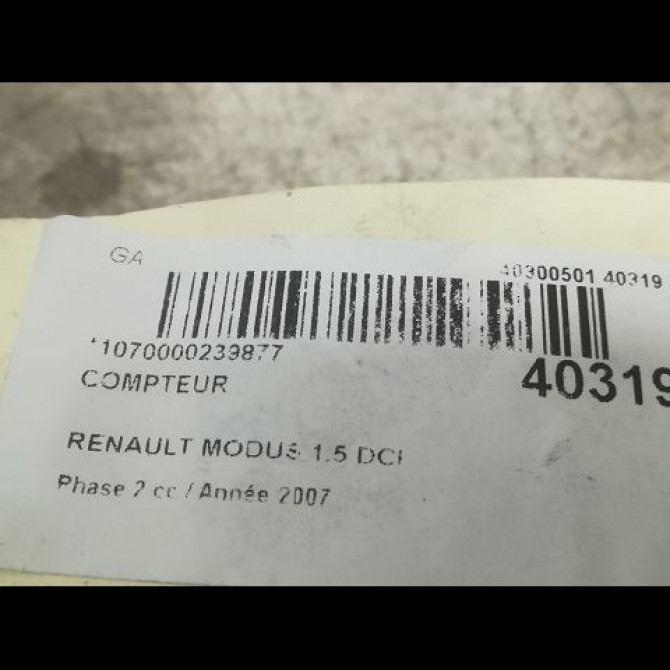 GA
40300501 40319
*1070000239877
40319
COMPTEUR
RENAULT MODUS 1.5 DCI
Phase 2 cc / Année 2007